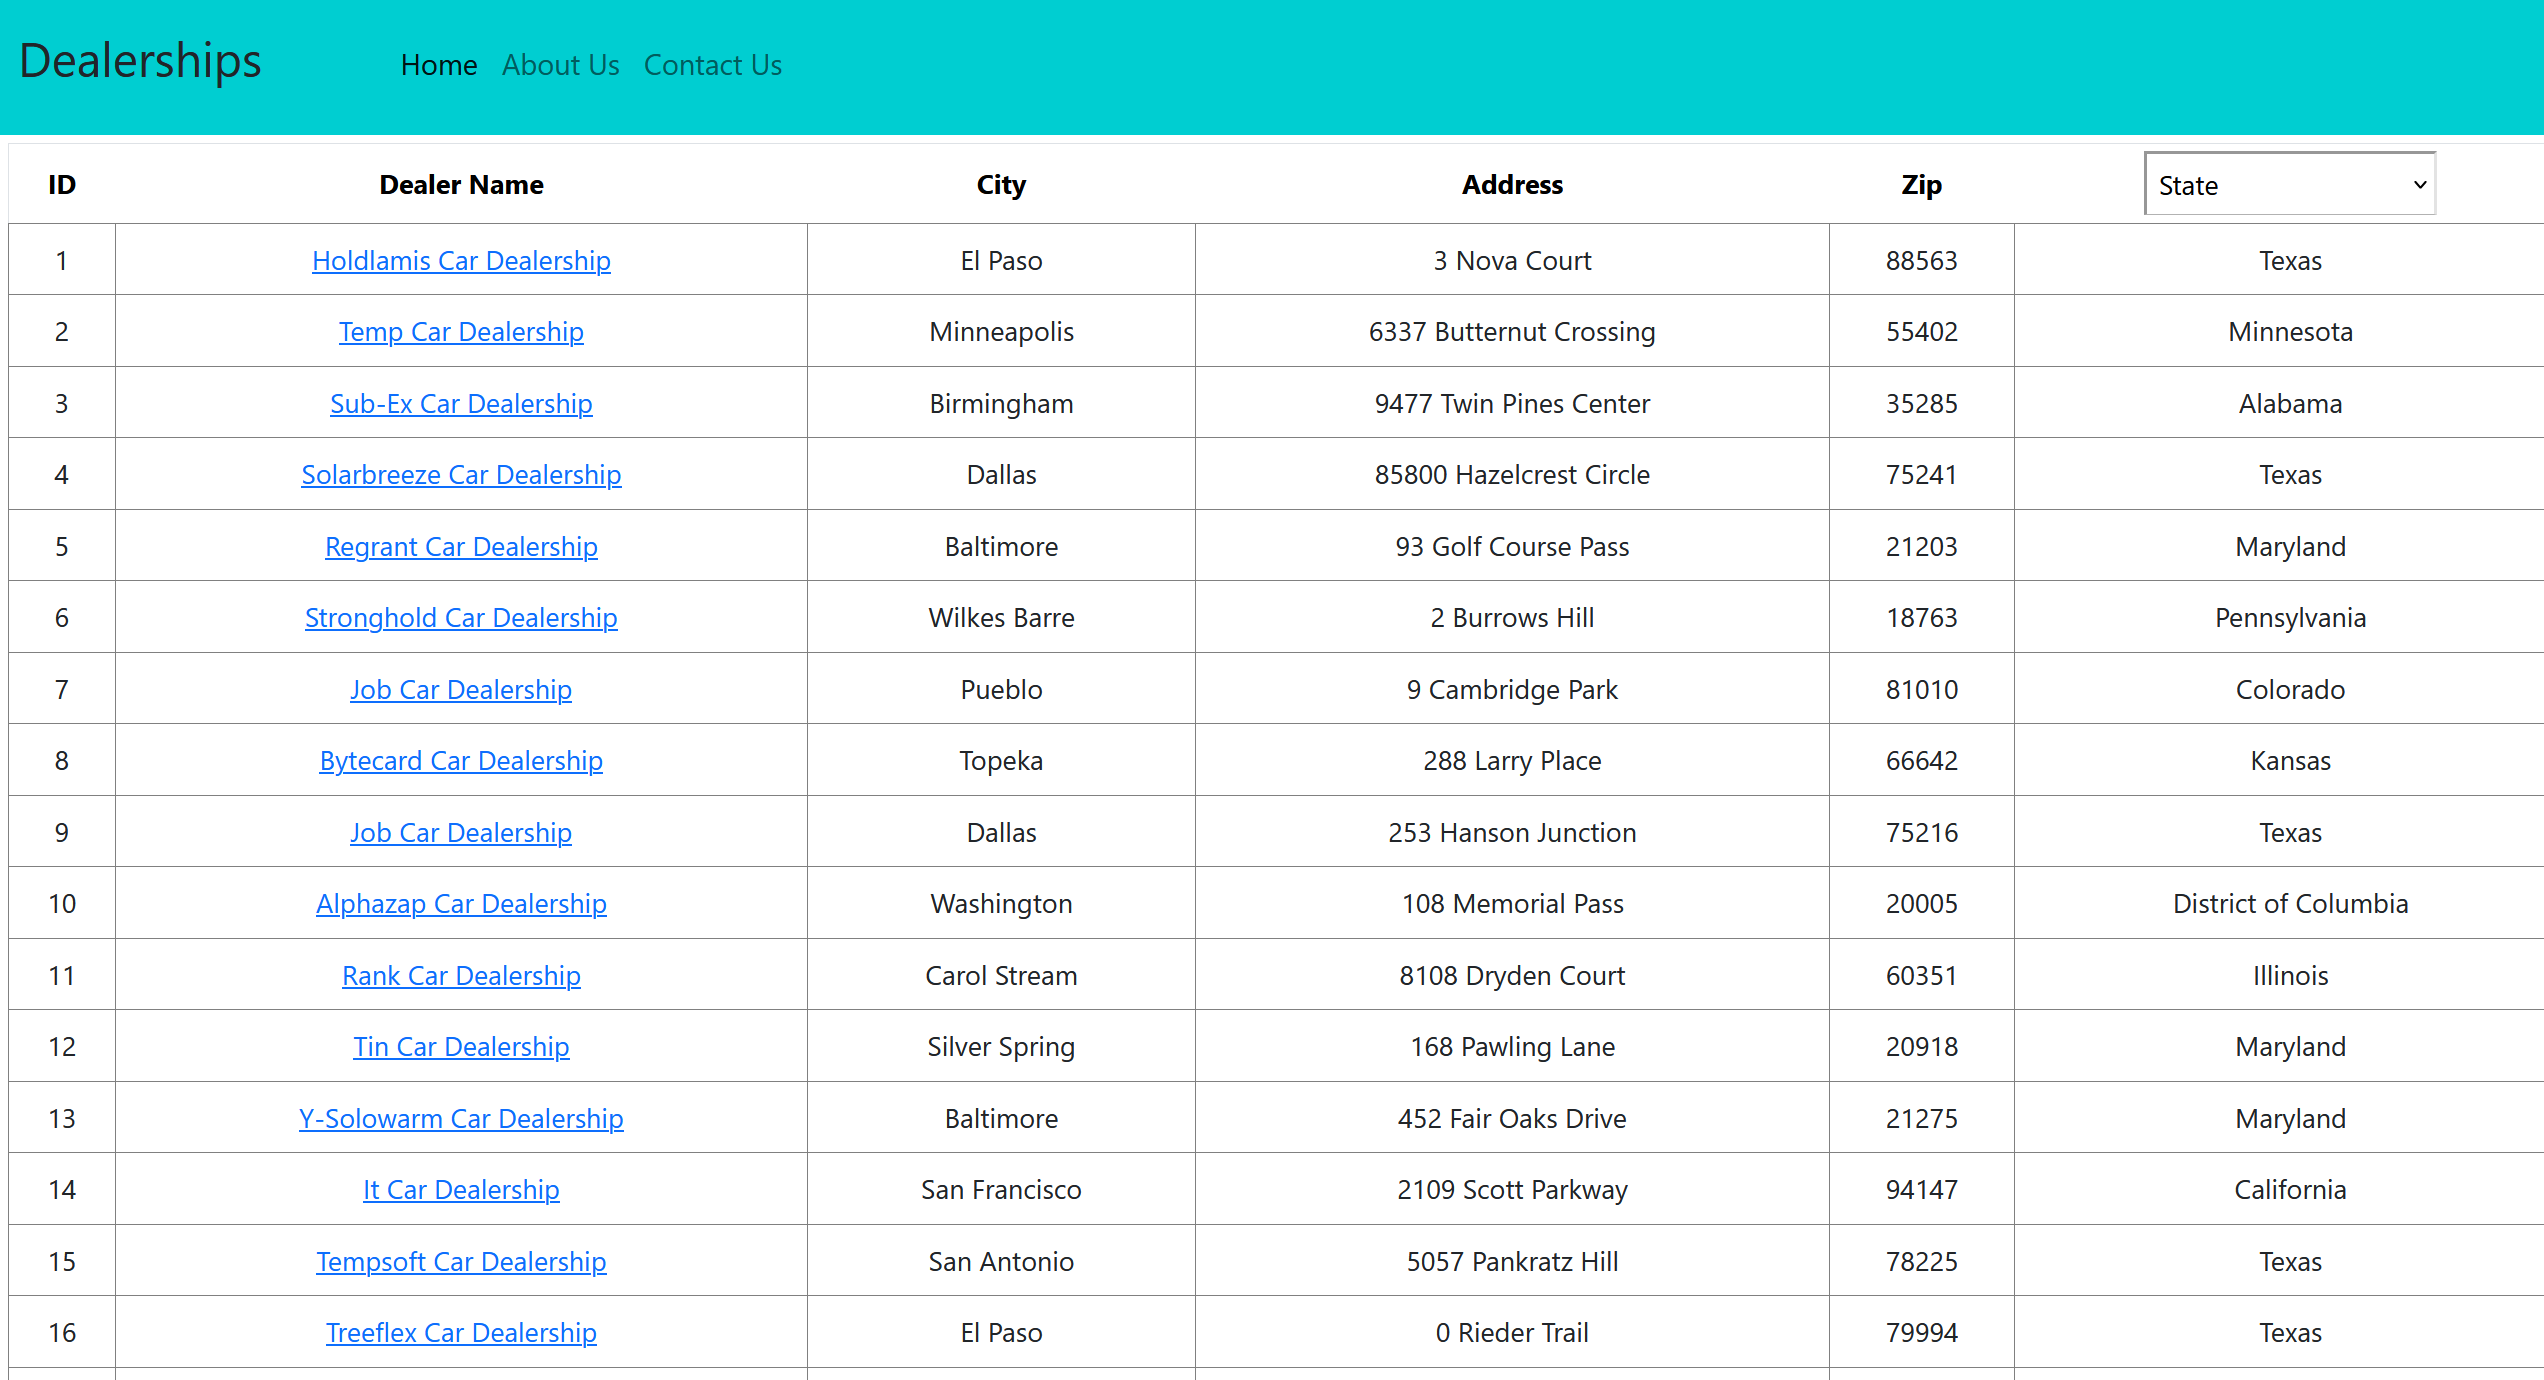 Dealerships Home About Us Contact Us
ID Dealer Name City Address Zip State
1 Holdlamis Car Dealership El Paso 3 Nova Court 88563 Texas
2 Temp Car Dealership Minneapolis 6337 Butternut Crossing 55402 Minnesota
3 Sub-Ex Car Dealership Birmingham 9477 Twin Pines Center 35285 Alabama
4 Solarbreeze Car Dealership Dallas 85800 Hazelcrest Circle 75241 Texas
5 Regrant Car Dealership Baltimore 93 Golf Course Pass 21203 Maryland
6 Stronghold Car Dealership Wilkes Barre 2 Burrows Hill 18763 Pennsylvania
7 Job Car Dealership Pueblo 9 Cambridge Park 81010 Colorado
8 Bytecard Car Dealership Topeka 288 Larry Place 66642 Kansas
9 Job Car Dealership Dallas 253 Hanson Junction 75216 Texas
10 Alphazap Car Dealership Washington 108 Memorial Pass 20005 District of Columbia
11 Rank Car Dealership Carol Stream 8108 Dryden Court 60351 Illinois
12 Tin Car Dealership Silver Spring 168 Pawling Lane 20918 Maryland
13 Y-Solowarm Car Dealership Baltimore 452 Fair Oaks Drive 21275 Maryland
14 It Car Dealership San Francisco 2109 Scott Parkway 94147 California
15 Tempsoft Car Dealership San Antonio 5057 Pankratz Hill 78225 Texas
16 Treeflex Car Dealership El Paso 0 Rieder Trail 79994 Texas